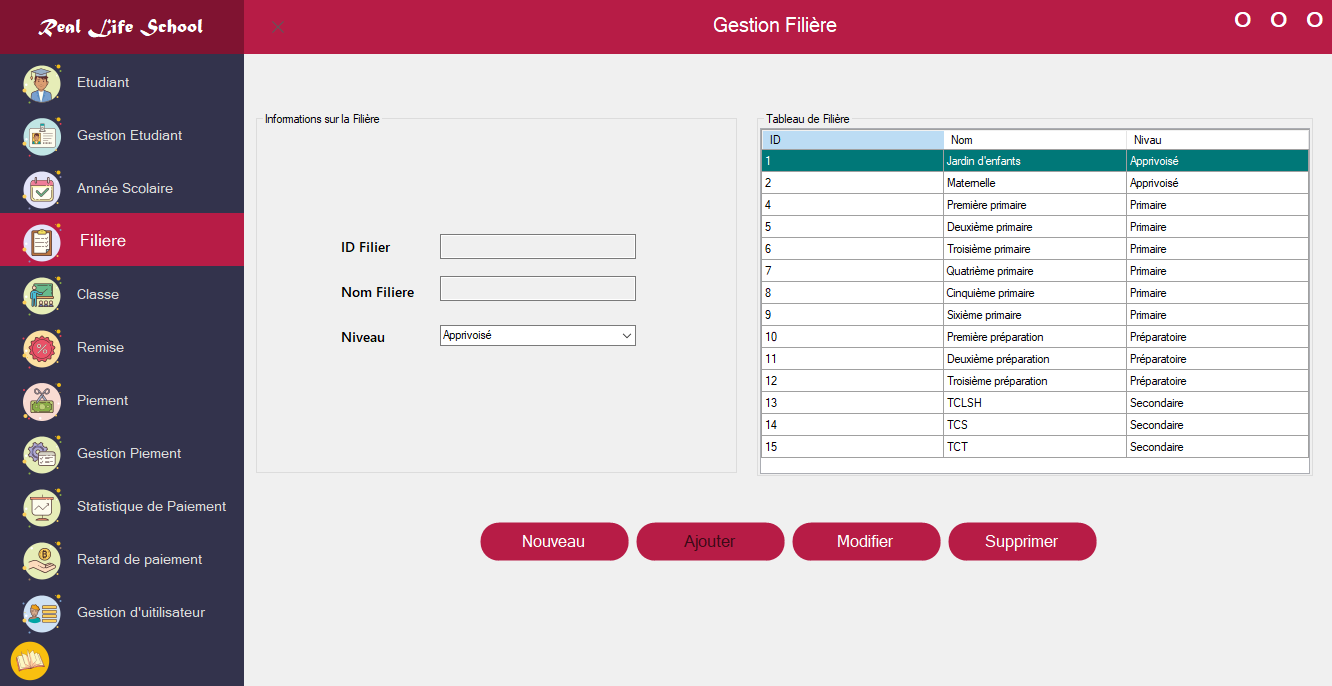 Real Life School
Gestion Filière
O O O
Etudiant
Gestion Etudiant
Année Scolaire
Filiere
Classe
Remise
Piement
Gestion Piement
Statistique de Paiement
Retard de paiement
Gestion d'uitilisateur
Informations sur la Filière
ID Filier
Nom Filiere
Niveau
Apprivoisé
Tableau de Filière
ID Nom Nivau
1 Jardin d'enfants Apprivoisé
2 Maternelle Apprivoisé
4 Première primaire Primaire
5 Deuxième primaire Primaire
6 Troisième primaire Primaire
7 Quatrième primaire Primaire
8 Cinquième primaire Primaire
9 Sixième primaire Primaire
10 Première préparation Préparatoire
11 Deuxième préparation Préparatoire
12 Troisième préparation Préparatoire
13 TCLSH Secondaire
14 TCS Secondaire
15 TCT Secondaire
Nouveau Ajouter Modifier Supprimer